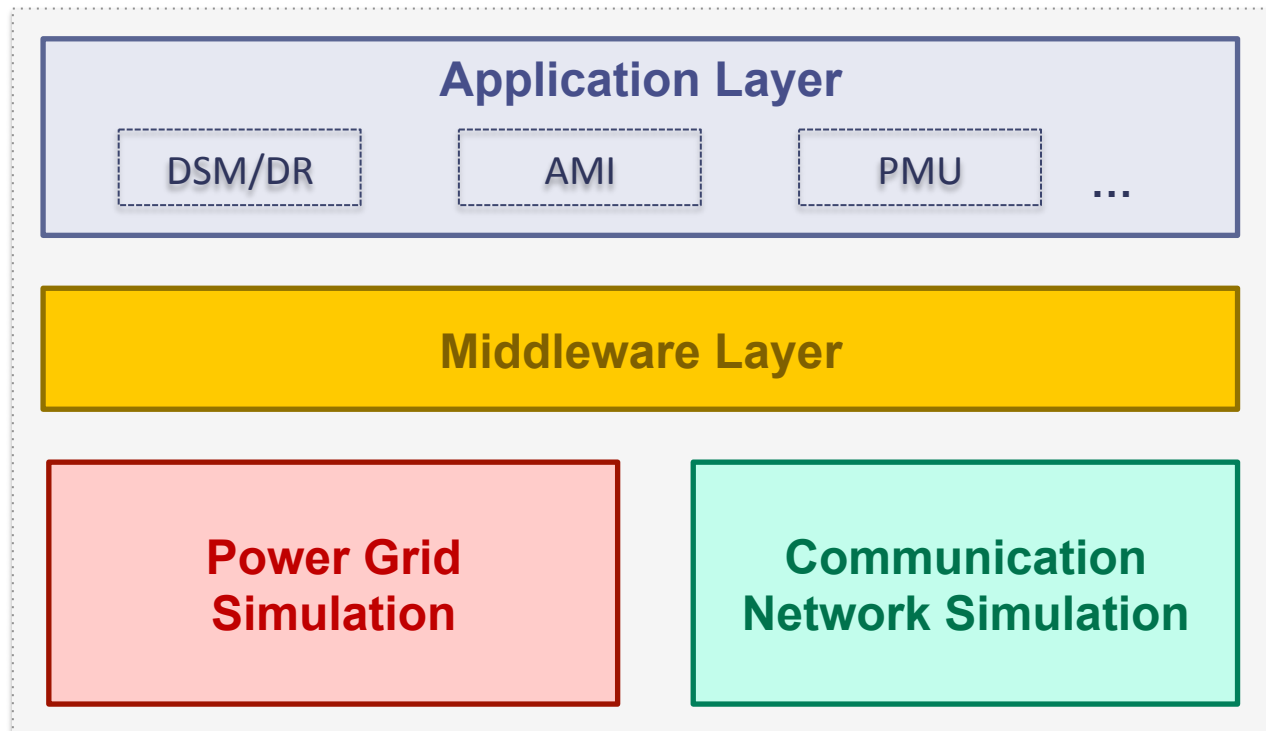 Application Layer
DSM/DR
AMI
PMU
...
Middleware Layer
Power Grid
Simulation
Communication
Network Simulation